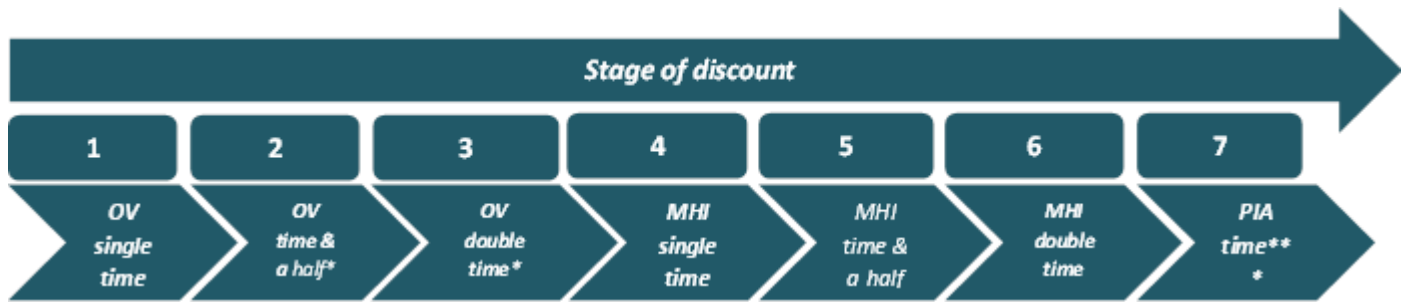 Stage of discount
1 2 3 4 5 6 7
OV
single
time
OV
time &
a half*
OV
double
time*
MHI
single
time
MHI
time &
a half
MHI
double
time
PIA
time**
*